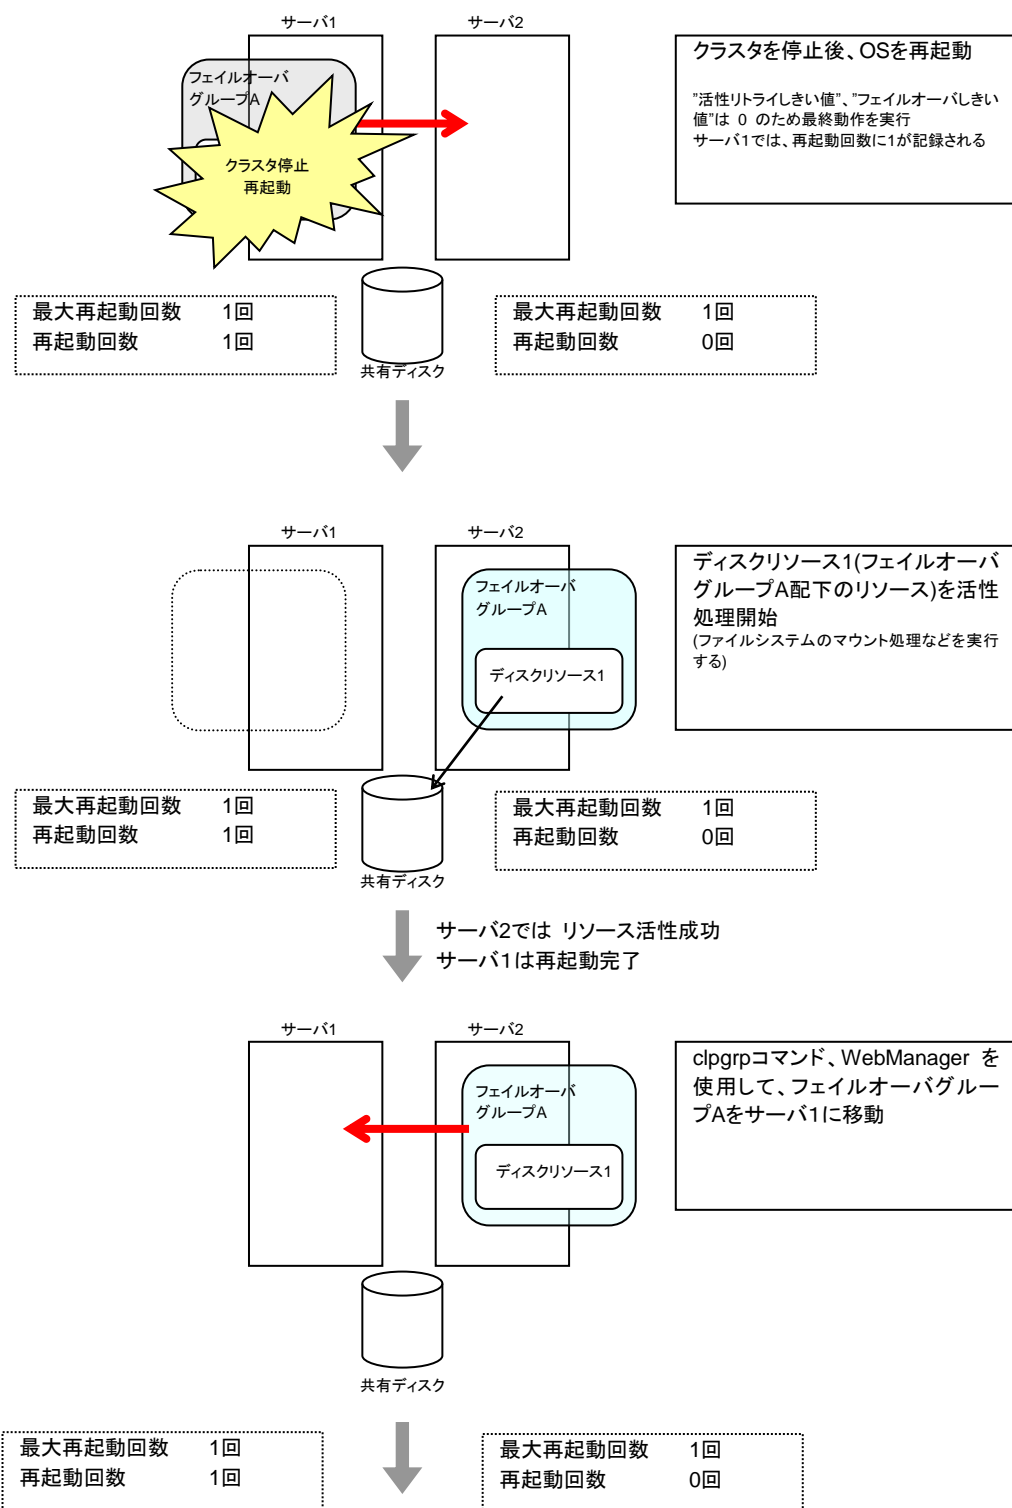 サーバ1
サーバ2
クラスタを停止後、OSを再起動
"活性リトライしきい値"、"フェイルオーバしきい
値"は 0 のため最終動作を実行
サーバ1では、再起動回数に1が記録される
フェイルオーバ
グループA
クラスタ停止
再起動
最大再起動回数 1回
再起動回数 1回
最大再起動回数 1回
再起動回数 0回
共有ディスク
サーバ1
サーバ2
ディスクリソース1(フェイルオーバ
グループA配下のリソース)を活性
処理開始
(ファイルシステムのマウント処理などを実行
する)
フェイルオーバ
グループA
ディスクリソース1
最大再起動回数 1回
再起動回数 1回
最大再起動回数 1回
再起動回数 0回
共有ディスク
サーバ2では リソース活性成功
サーバ1は再起動完了
サーバ1
サーバ2
clpgrpコマンド、WebManager を
使用して、フェイルオーバグルー
プAをサーバ1に移動
フェイルオーバ
グループA
ディスクリソース1
共有ディスク
最大再起動回数 1回
再起動回数 1回
最大再起動回数 1回
再起動回数 0回